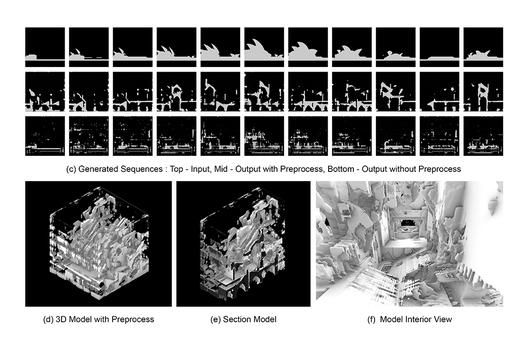 (c) Generated Sequences : Top - Input, Mid - Output with Preprocess, Bottom - Output without Preprocess
(d) 3D Model with Preprocess
(e) Section Model
(f) Model Interior View